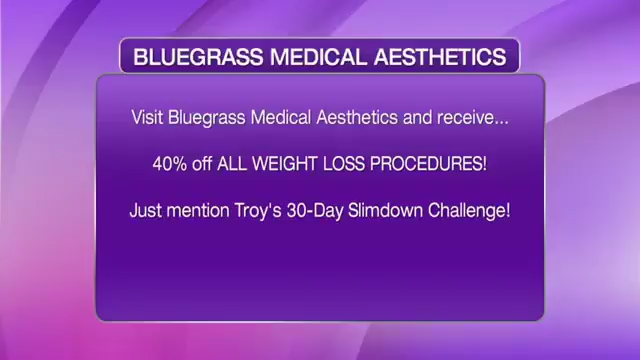 BLUEGRASS MEDICAL AESTHETICS
Visit Bluegrass Medical Aesthetics and receive...
40% off ALL WEIGHT LOSS PROCEDURES!
Just mention Troy's 30-Day Slimdown Challenge!